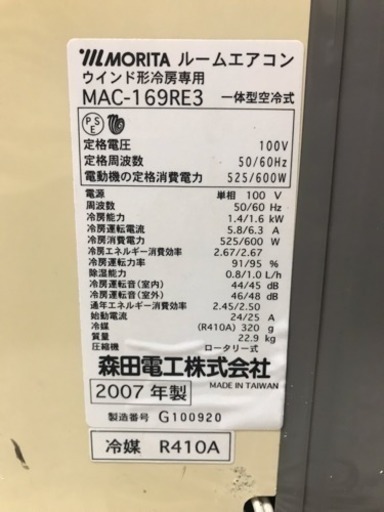 MORITA ルームエアコン
ウインド形冷房専用
MAC-169RE3 一体型空冷式
PSE
定格電圧 100V
定格周波数 50/60Hz
電動機の定格消費電力 525/600W
電源 単相 100 V
周波数 50/60 Hz
冷房能力 1.4/1.6 kW
冷房運転電流 5.8/6.3 A
冷房消費電力 525/600 W
冷房エネルギー消費効率 2.67/2.67
冷房運転力率 91/95 %
除湿能力 0.8/1.0 L/h
冷房運転音（室内） 44/45 dB
冷房運転音（室外） 46/48 dB
通年エネルギー消費効率 2.45/2.50
始動電流 24/25 A
冷媒 (R410A) 320 g
質量 22.9 kg
圧縮機 ロータリー式
森田電工株式会社
2007 年製 MADE IN TAIWAN
製造番号 G100920
冷媒 R410A